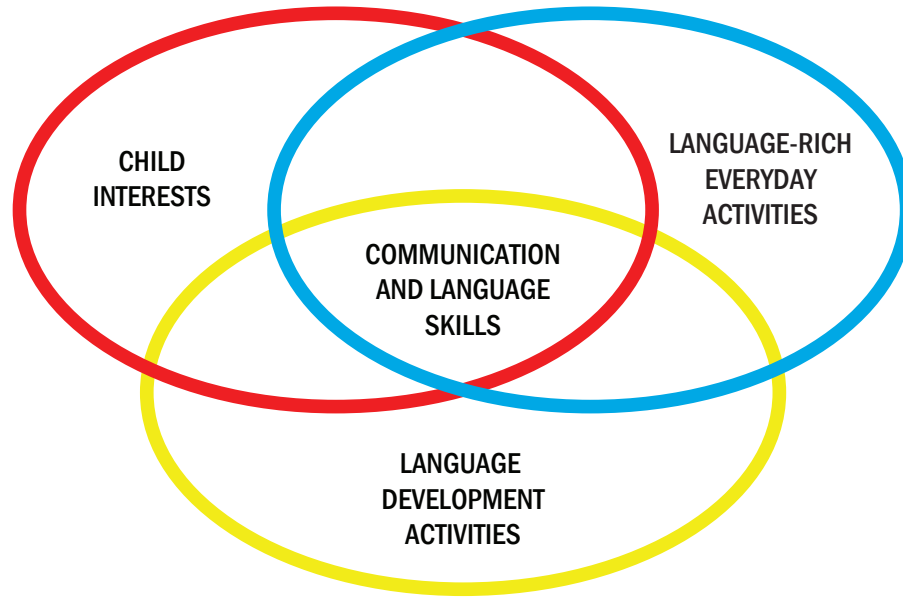 CHILD
INTERESTS
LANGUAGE-RICH
EVERYDAY
ACTIVITIES
COMMUNICATION
AND LANGUAGE
SKILLS
LANGUAGE
DEVELOPMENT
ACTIVITIES